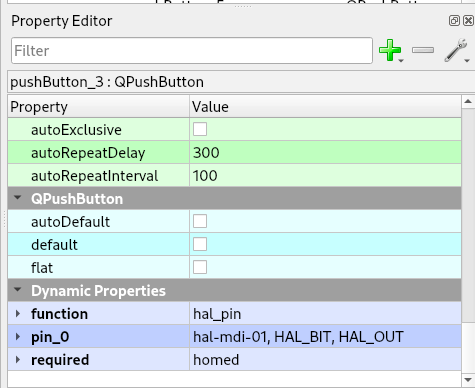 Property Editor
Filter
pushButton_3 : QPushButton
Property Value
autoExclusive
autoRepeatDelay 300
autoRepeatInterval 100
QPushButton
autoDefault
default
flat
Dynamic Properties
function hal_pin
pin_0 hal-mdi-01, HAL_BIT, HAL_OUT
required homed